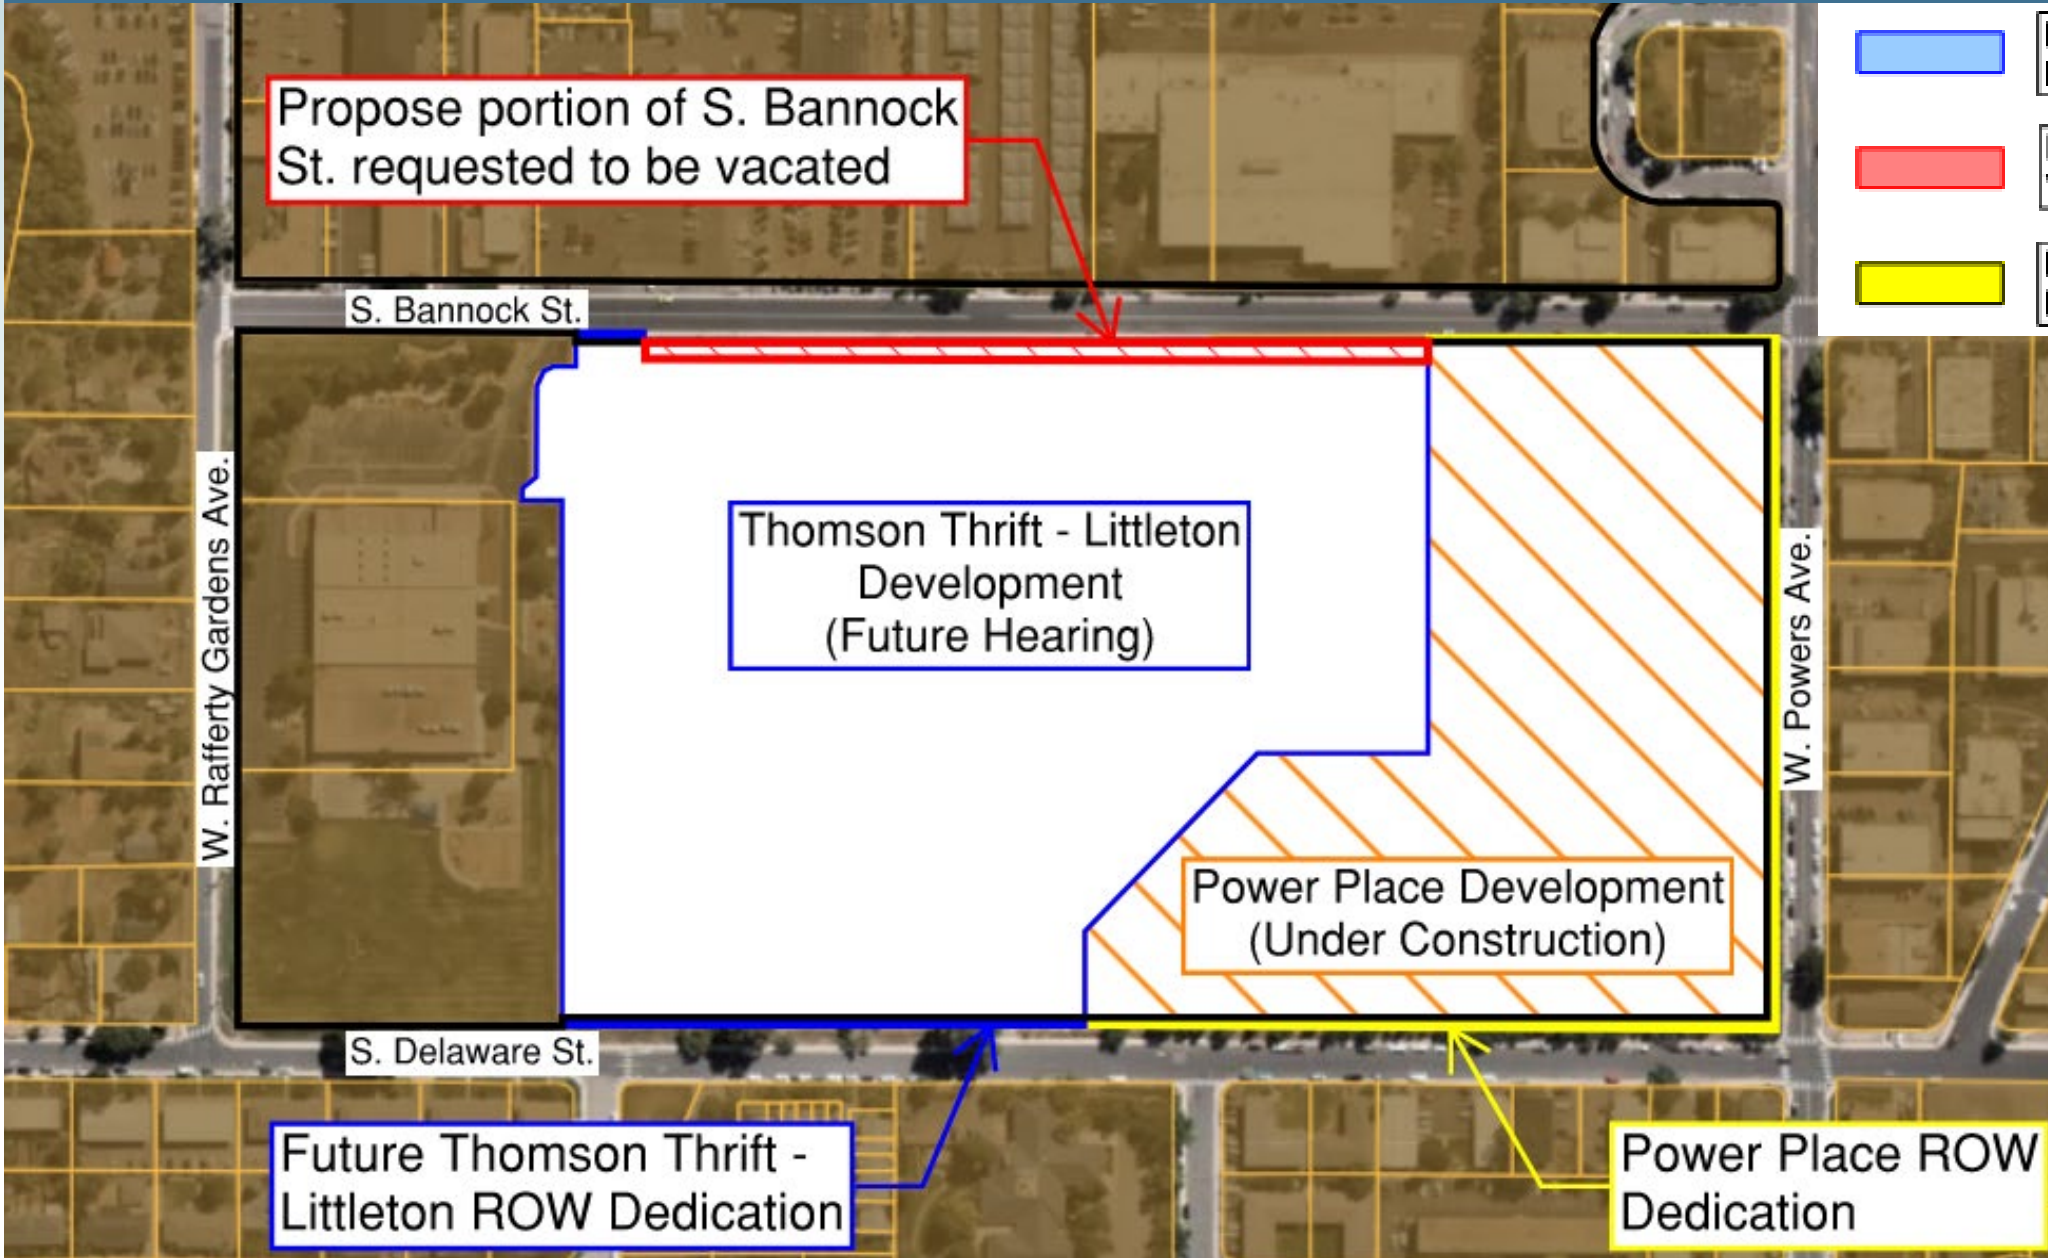 Propose portion of S. Bannock
St. requested to be vacated
S. Bannock St.
W. Rafferty Gardens Ave.
Thomson Thrift - Littleton
Development
(Future Hearing)
W. Powers Ave.
Power Place Development
(Under Construction)
S. Delaware St.
Future Thomson Thrift -
Littleton ROW Dedication
Power Place ROW
Dedication